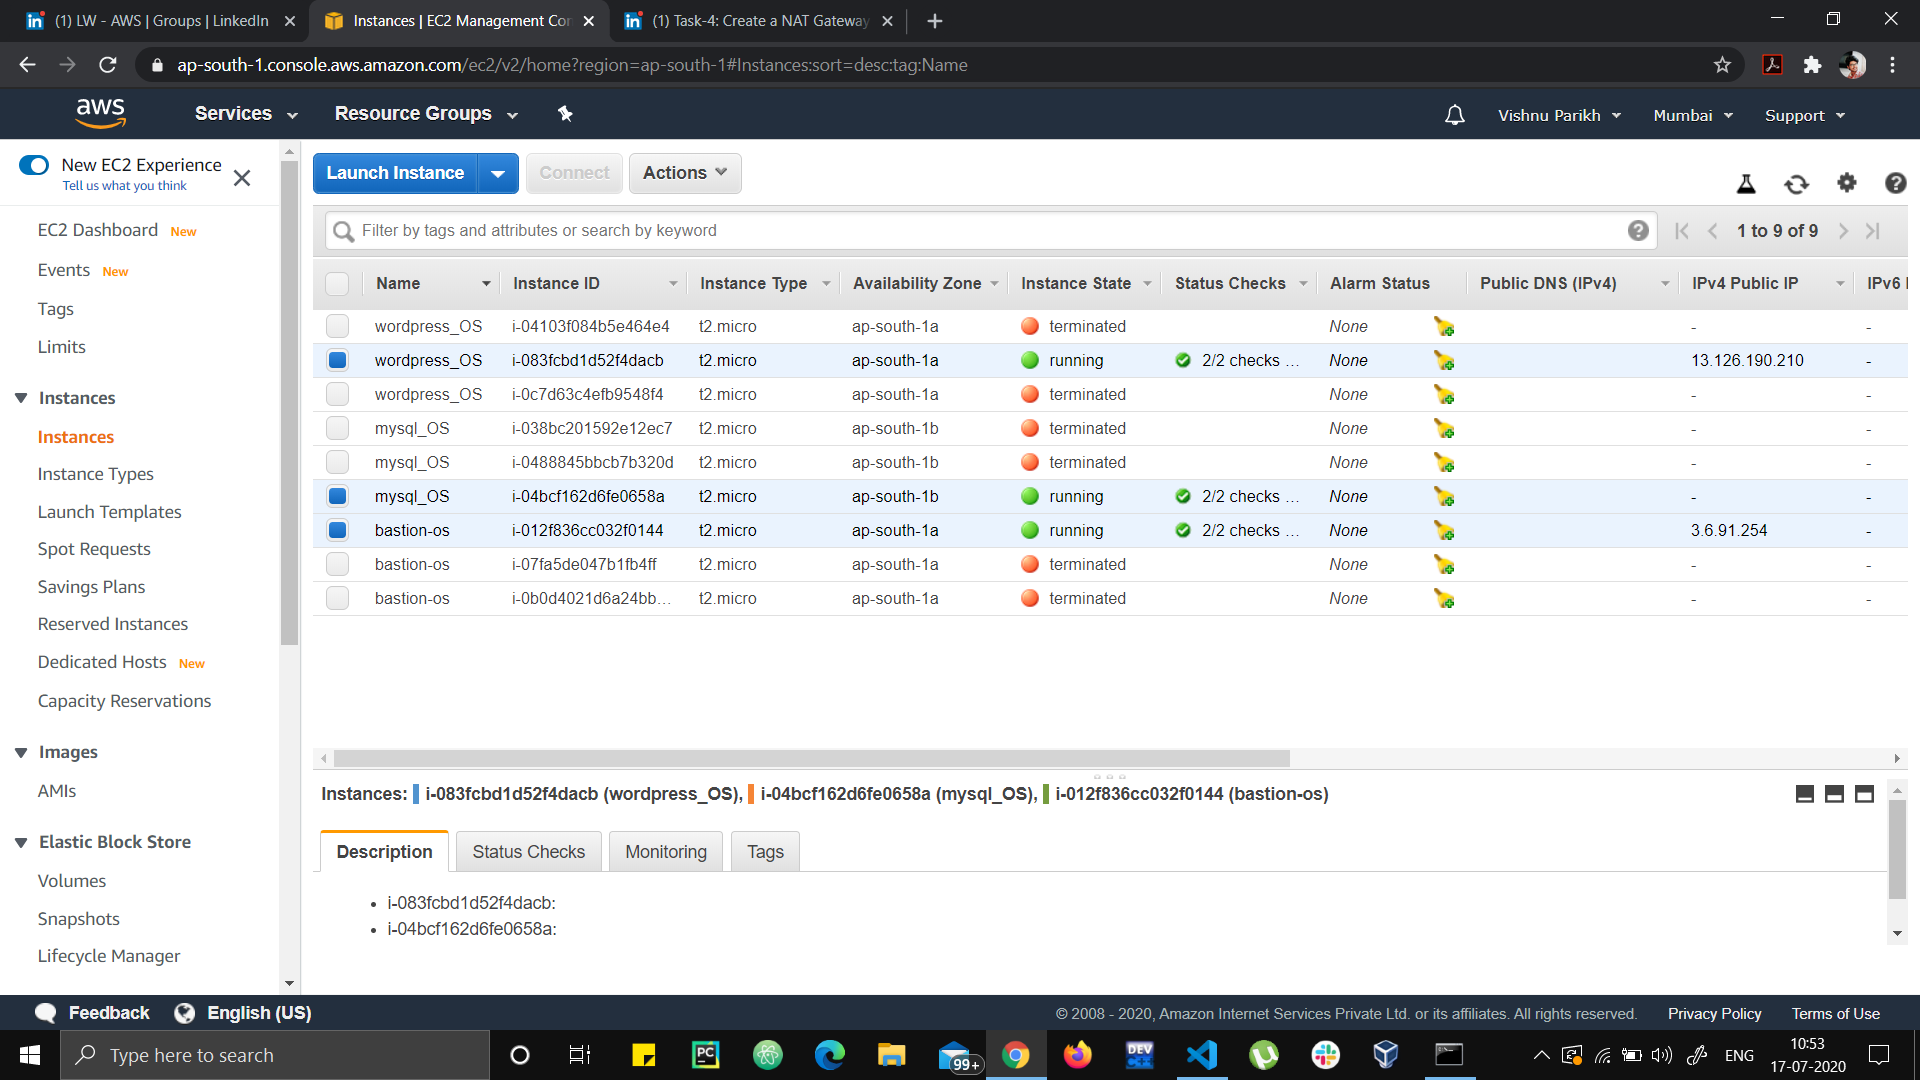 (1) LW - AWS | Groups | LinkedIn
Instances | EC2 Management Con
(1) Task-4: Create a NAT Gateway
ap-south-1.console.aws.amazon.com/ec2/v2/home?region=ap-south-1#Instances:sort=desc:tag:Name
aws Services Resource Groups Vishnu Parikh Mumbai Support
New EC2 Experience
Tell us what you think
EC2 Dashboard New
Events New
Tags
Limits
Instances
Instances
Instance Types
Launch Templates
Spot Requests
Savings Plans
Reserved Instances
Dedicated Hosts New
Capacity Reservations
Images
AMIs
Elastic Block Store
Volumes
Snapshots
Lifecycle Manager
Launch Instance Connect Actions
Filter by tags and attributes or search by keyword 1 to 9 of 9
Name Instance ID Instance Type Availability Zone Instance State Status Checks Alarm Status Public DNS (IPv4) IPv4 Public IP IPv6
wordpress_OS i-04103f084b5e464e4 t2.micro ap-south-1a terminated None - -
wordpress_OS i-083fcbd1d52f4dacb t2.micro ap-south-1a running 2/2 checks ... None 13.126.190.210 -
wordpress_OS i-0c7d63c4efb9548f4 t2.micro ap-south-1a terminated None - -
mysql_OS i-038bc201592e12ec7 t2.micro ap-south-1b terminated None - -
mysql_OS i-0488845bbcb7b320d t2.micro ap-south-1b terminated None - -
mysql_OS i-04bcf162d6fe0658a t2.micro ap-south-1b running 2/2 checks ... None - -
bastion-os i-012f836cc032f0144 t2.micro ap-south-1a running 2/2 checks ... None 3.6.91.254 -
bastion-os i-07fa5de047b1fb4ff t2.micro ap-south-1a terminated None - -
bastion-os i-0b0d4021d6a24bb... t2.micro ap-south-1a terminated None - -
Instances: i-083fcbd1d52f4dacb (wordpress_OS), i-04bcf162d6fe0658a (mysql_OS), i-012f836cc032f0144 (bastion-os)
Description Status Checks Monitoring Tags
• i-083fcbd1d52f4dacb:
• i-04bcf162d6fe0658a:
Feedback English (US) © 2008 - 2020, Amazon Internet Services Private Ltd. or its affiliates. All rights reserved. Privacy Policy Terms of Use
Type here to search
PC
99+
DEV
ENG
10:53
17-07-2020